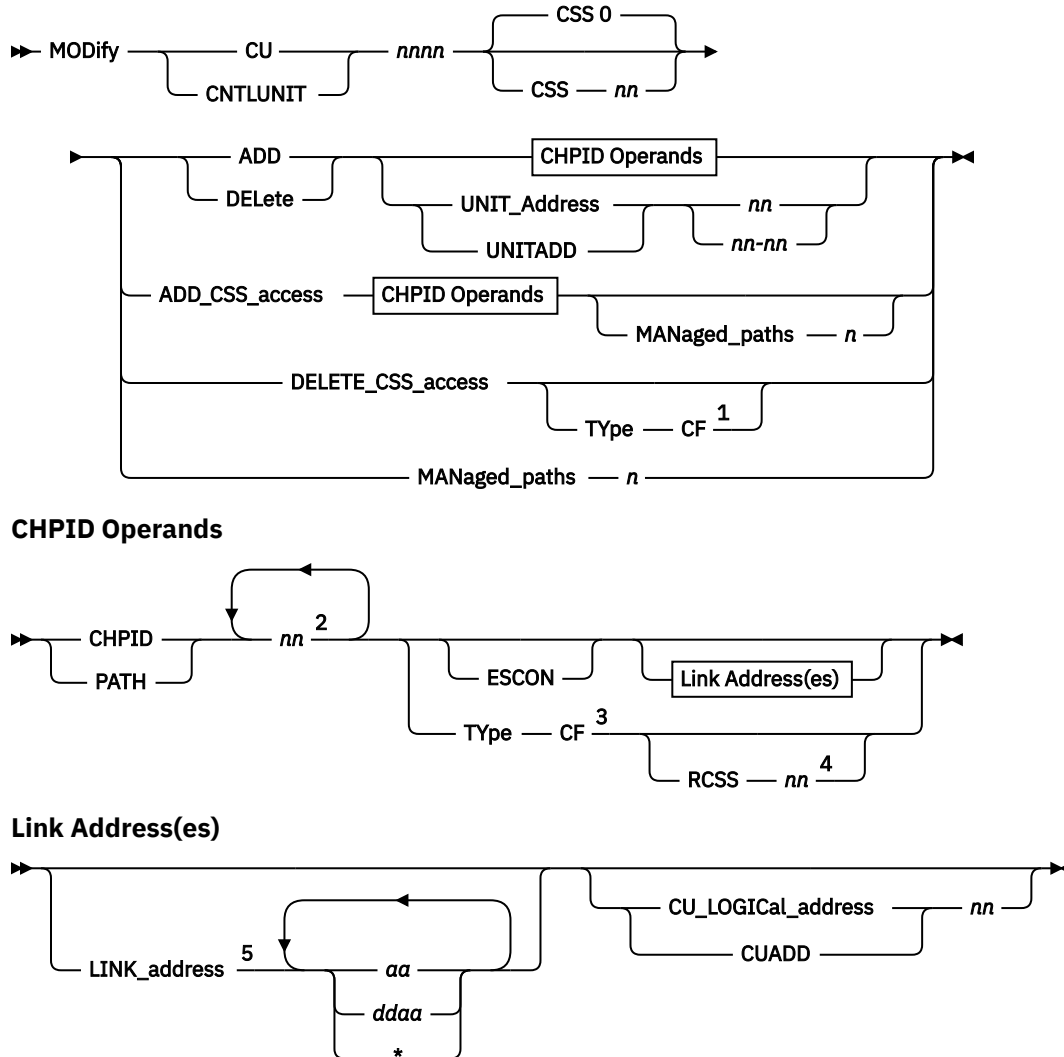 CSS 0
MODify CU nnnn
CNTLUNIT CSS nn
ADD CHPID Operands
DELete UNIT_Address nn
UNITADD nn-nn
ADD_CSS_access CHPID Operands
MANaged_paths n
DELETE_CSS_access
TYpe CF 1
MANaged_paths n
CHPID Operands
CHPID nn 2
PATH ESCON Link Address(es)
TYpe CF 3
RCSS nn 4
Link Address(es)
CU_LOGICal_address nn
LINK_address 5 aa CUADD
ddaa
*